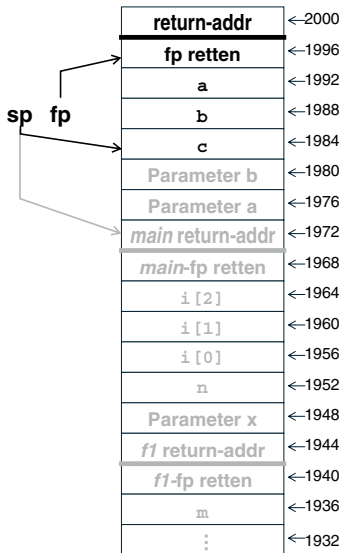 return-addr ←2000
fp retten ←1996
a ←1992
b ←1988
sp fp
c ←1984
Parameter b ←1980
Parameter a ←1976
main return-addr ←1972
main-fp retten ←1968
i[2] ←1964
i[1] ←1960
i[0] ←1956
n ←1952
Parameter x ←1948
f1 return-addr ←1944
f1-fp retten ←1940
m ←1936
⋮ ←1932